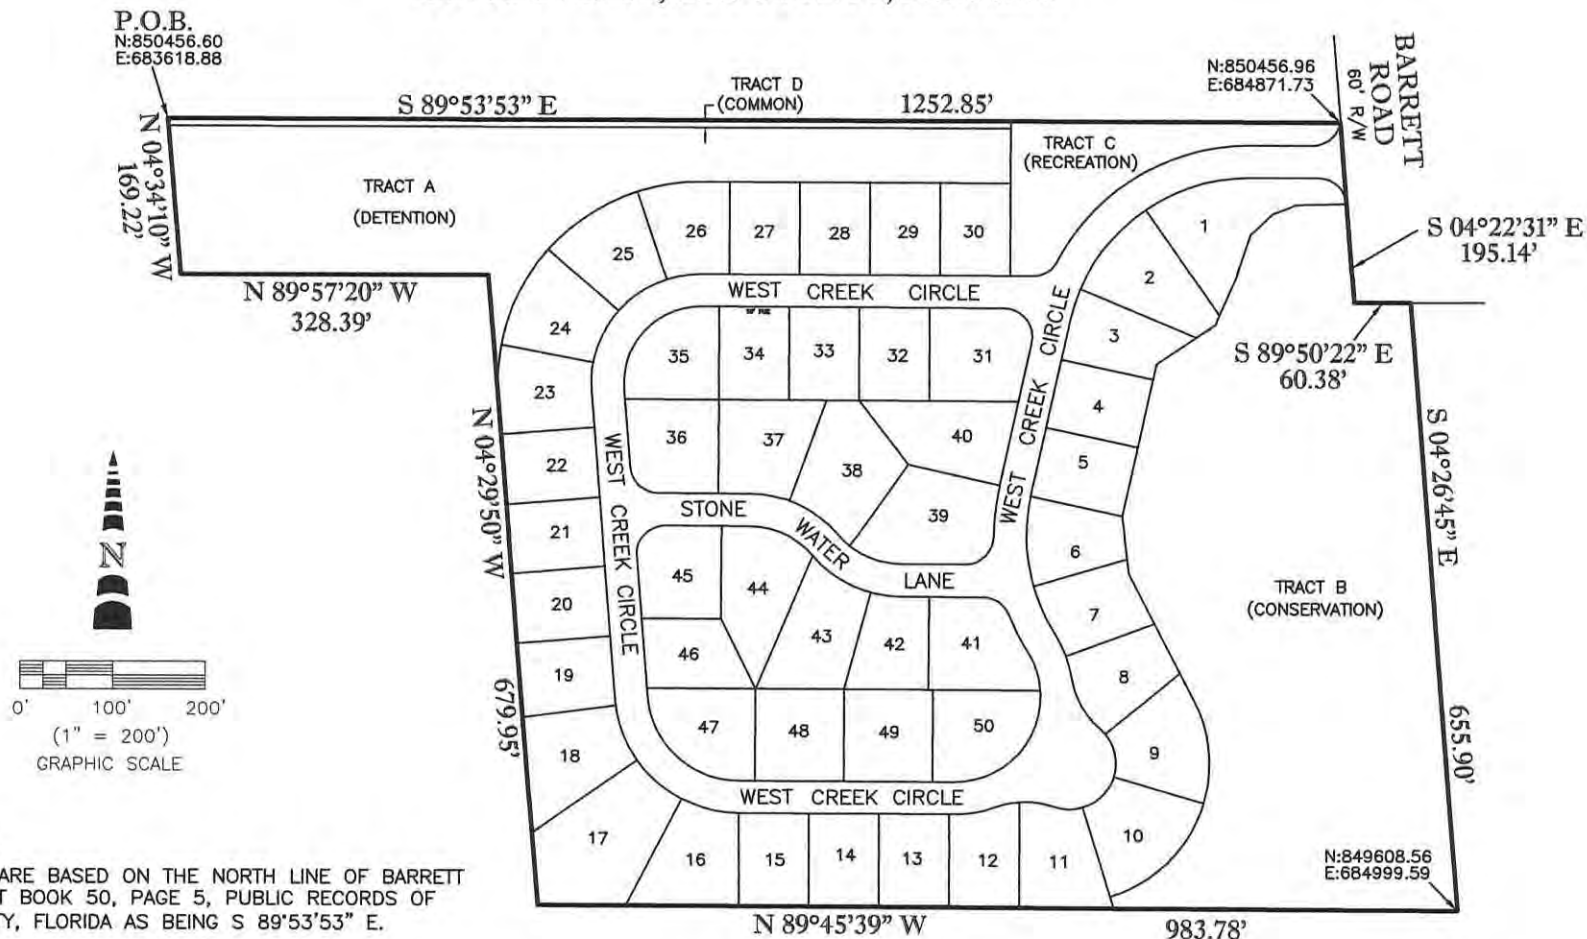 P.O.B.
N:850456.60
E:683618.88
S 89°53'53" E
TRACT D
(COMMON)
1252.85'
N:850456.96
E:684871.73
BARRETT
ROAD
60' R/W
N 04°34'10" W
169.22'
TRACT A
(DETENTION)
TRACT C
(RECREATION)
N 89°57'20" W
328.39'
S 04°22'31" E
195.14'
S 89°50'22" E
60.38'
26
27
28
29
30
1
25
2
24
WEST CREEK CIRCLE
WEST CREEK CIRCLE
WEST CREEK CIRCLE
3
35
34
33
32
31
23
4
36
37
40
22
38
5
N 04°29'50" W
679.95'
WEST CREEK CIRCLE
STONE WATER LANE
39
21
6
S 04°26'45" E
655.90'
45
44
20
7
TRACT B
(CONSERVATION)
43
42
41
46
19
8
47
48
49
50
18
9
WEST CREEK CIRCLE
17
10
16
15
14
13
12
11
N
0'
100'
200'
(1" = 200')
GRAPHIC SCALE
ARE BASED ON THE NORTH LINE OF BARRETT
BOOK 50, PAGE 5, PUBLIC RECORDS OF
FLORIDA AS BEING S 89°53'53" E.
N:849608.56
E:684999.59
N 89°45'39" W
983.78'